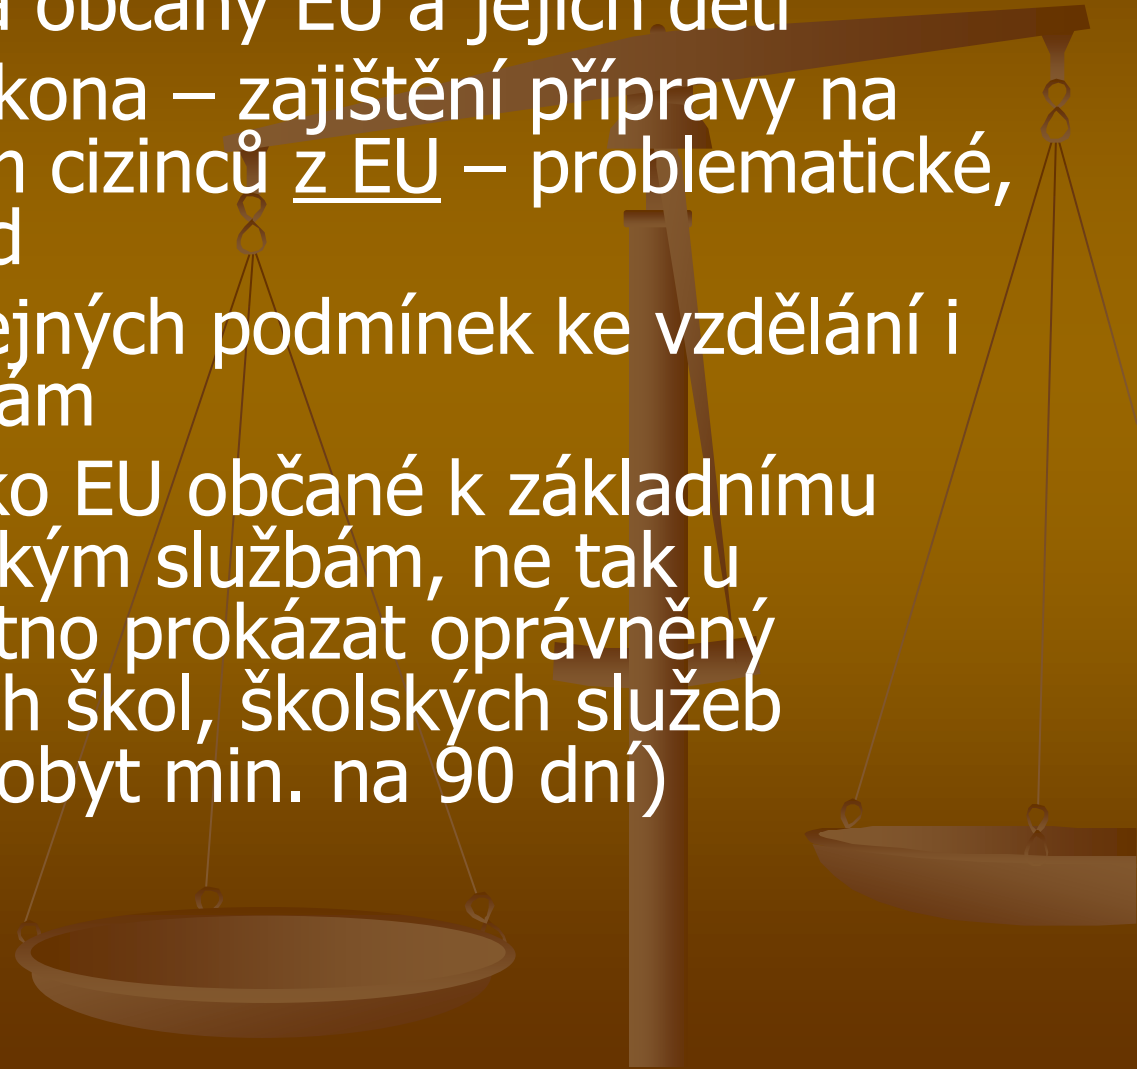 občany EU a jejich dětí
kona – zajištění přípravy na
cizinců z EU – problematické,
d
ejných podmínek ke vzdělání i
ám
ko EU občané k základnímu
kým službám, ne tak u
tno prokázat oprávněný
h škol, školských služeb
obyt min. na 90 dní)